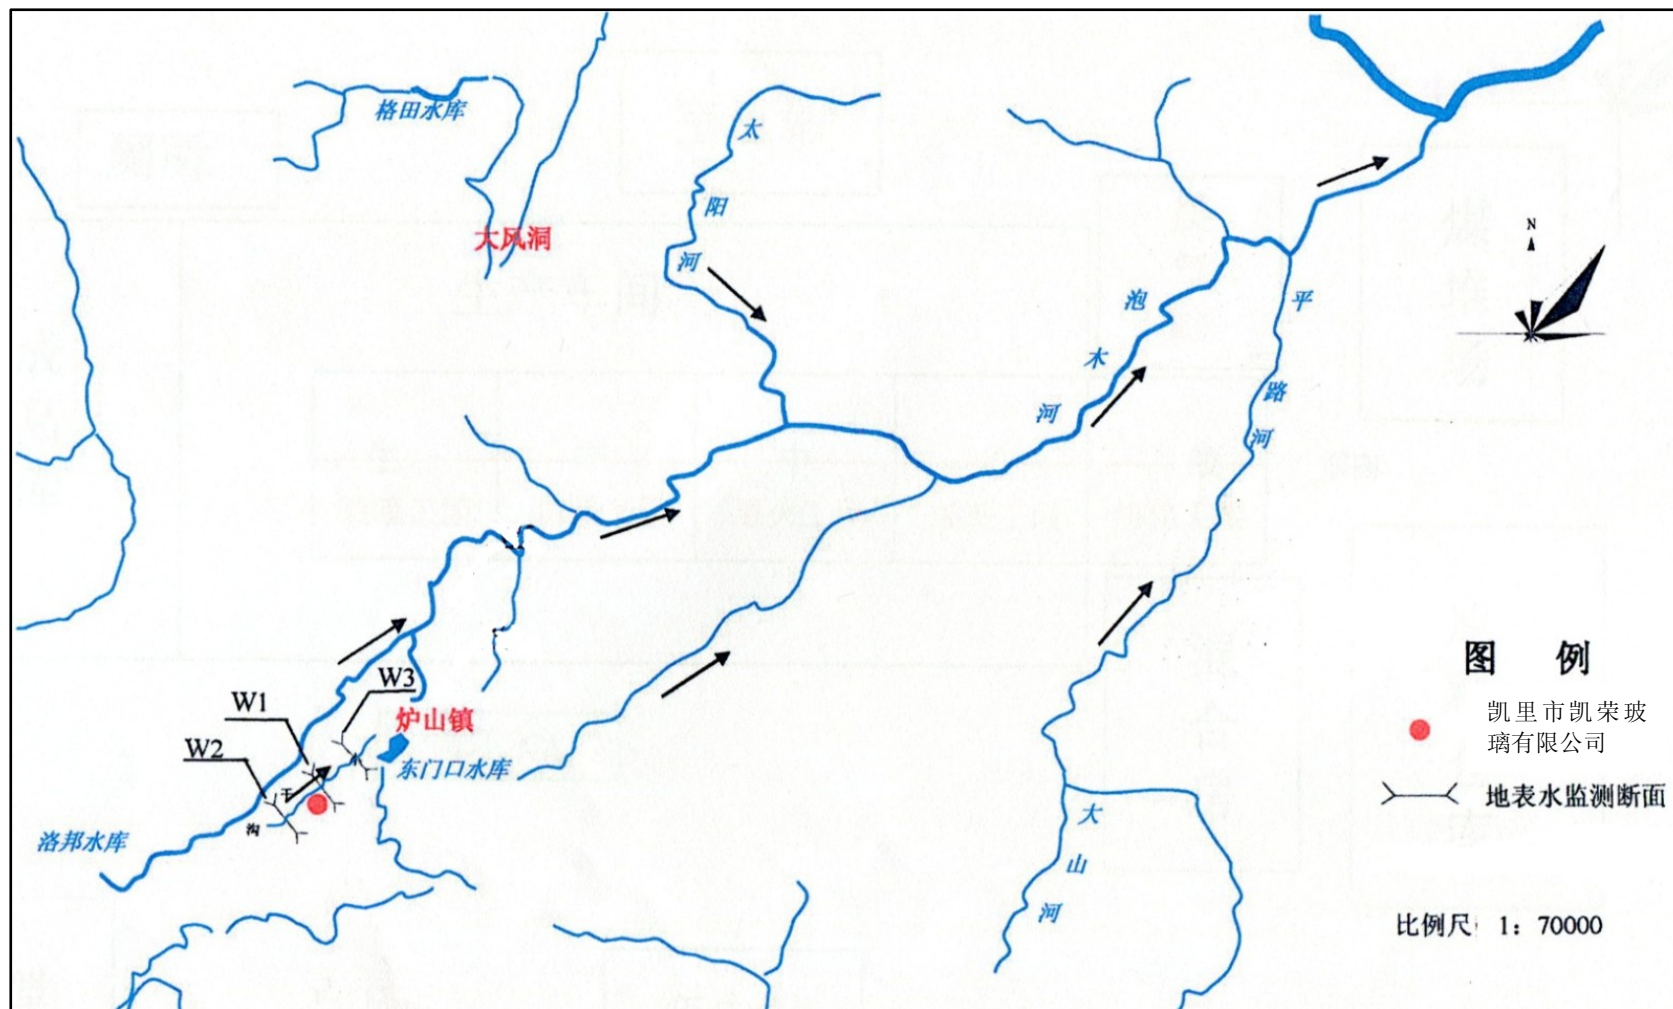 格田水库
太
阳
河
大风洞
N
泡
木
河
平
路
河
W3
W1
W2
炉山镇
东门口水库
干
沟
洛邦水库
大
山
河
图 例
凯里市凯荣玻
璃有限公司
地表水监测断面
比例尺 1: 70000